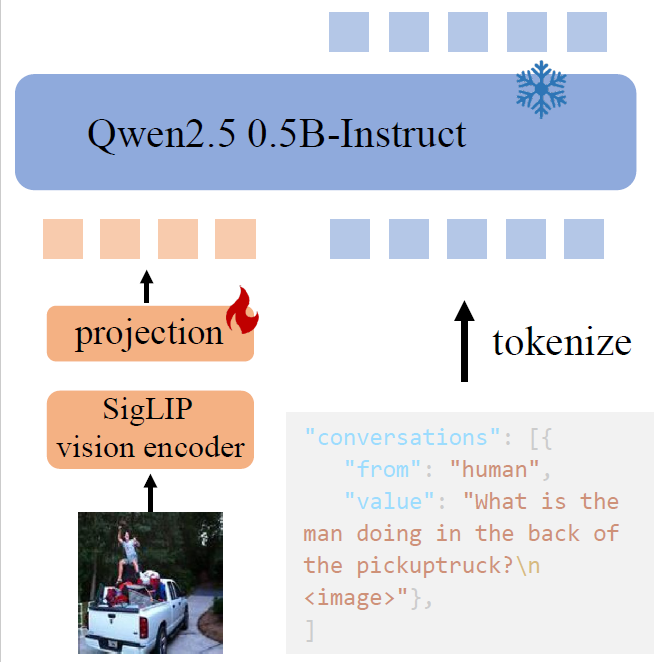 Qwen2.5 0.5B-Instruct
projection
SigLIP
vision encoder
tokenize
"conversations": [{
"from": "human",
"value": "What is the
man doing in the back of
the pickuptruck?\n
<image>"},
]